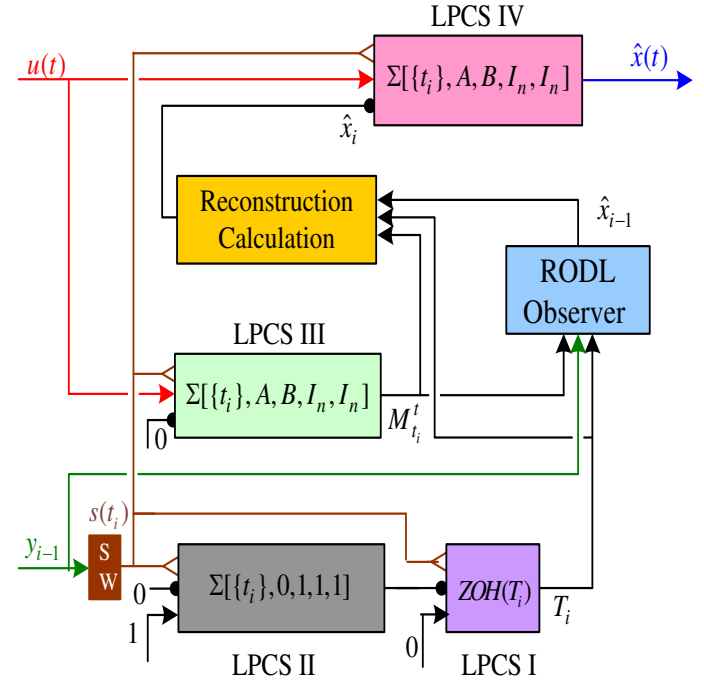 LPCS IV
u(t)
Σ[{t_i}, A, B, I_n, I_n]
x̂(t)
x̂_i
Reconstruction
Calculation
x̂_{i−1}
RODL
Observer
LPCS III
Σ[{t_i}, A, B, I_n, I_n]
M_{t_i}^t
0
s(t_i)
y_{i−1}
S
W
0
Σ[{t_i},0,1,1,1]
ZOH(T_i)
T_i
1
0
LPCS II
LPCS I